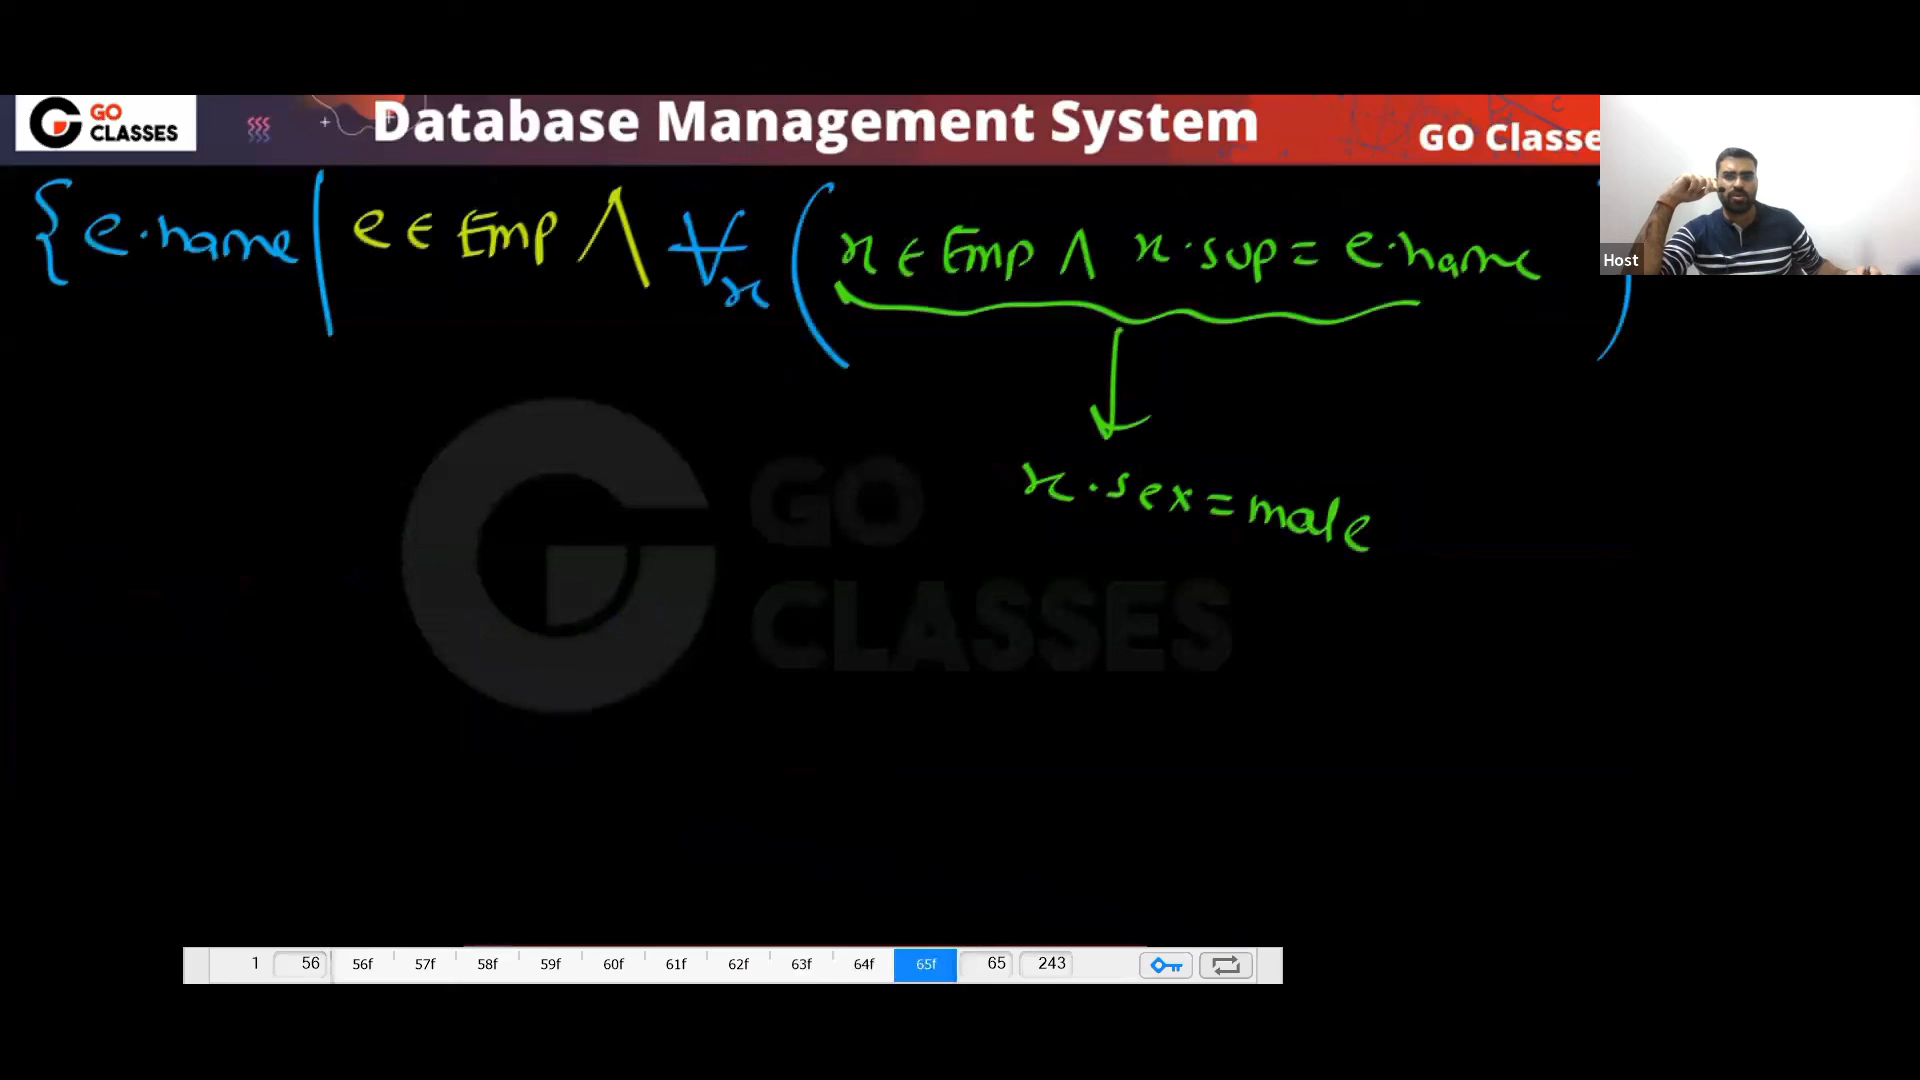 GO
CLASSES
Database Management System
GO Classe
{ e.name | e ∈ Emp ∧ ∀x ( x ∈ Emp ∧ x.sup = e.name )
Host
↓
x.sex = male
GO
CLASSES
1 56 56f 57f 58f 59f 60f 61f 62f 63f 64f 65f 65 243